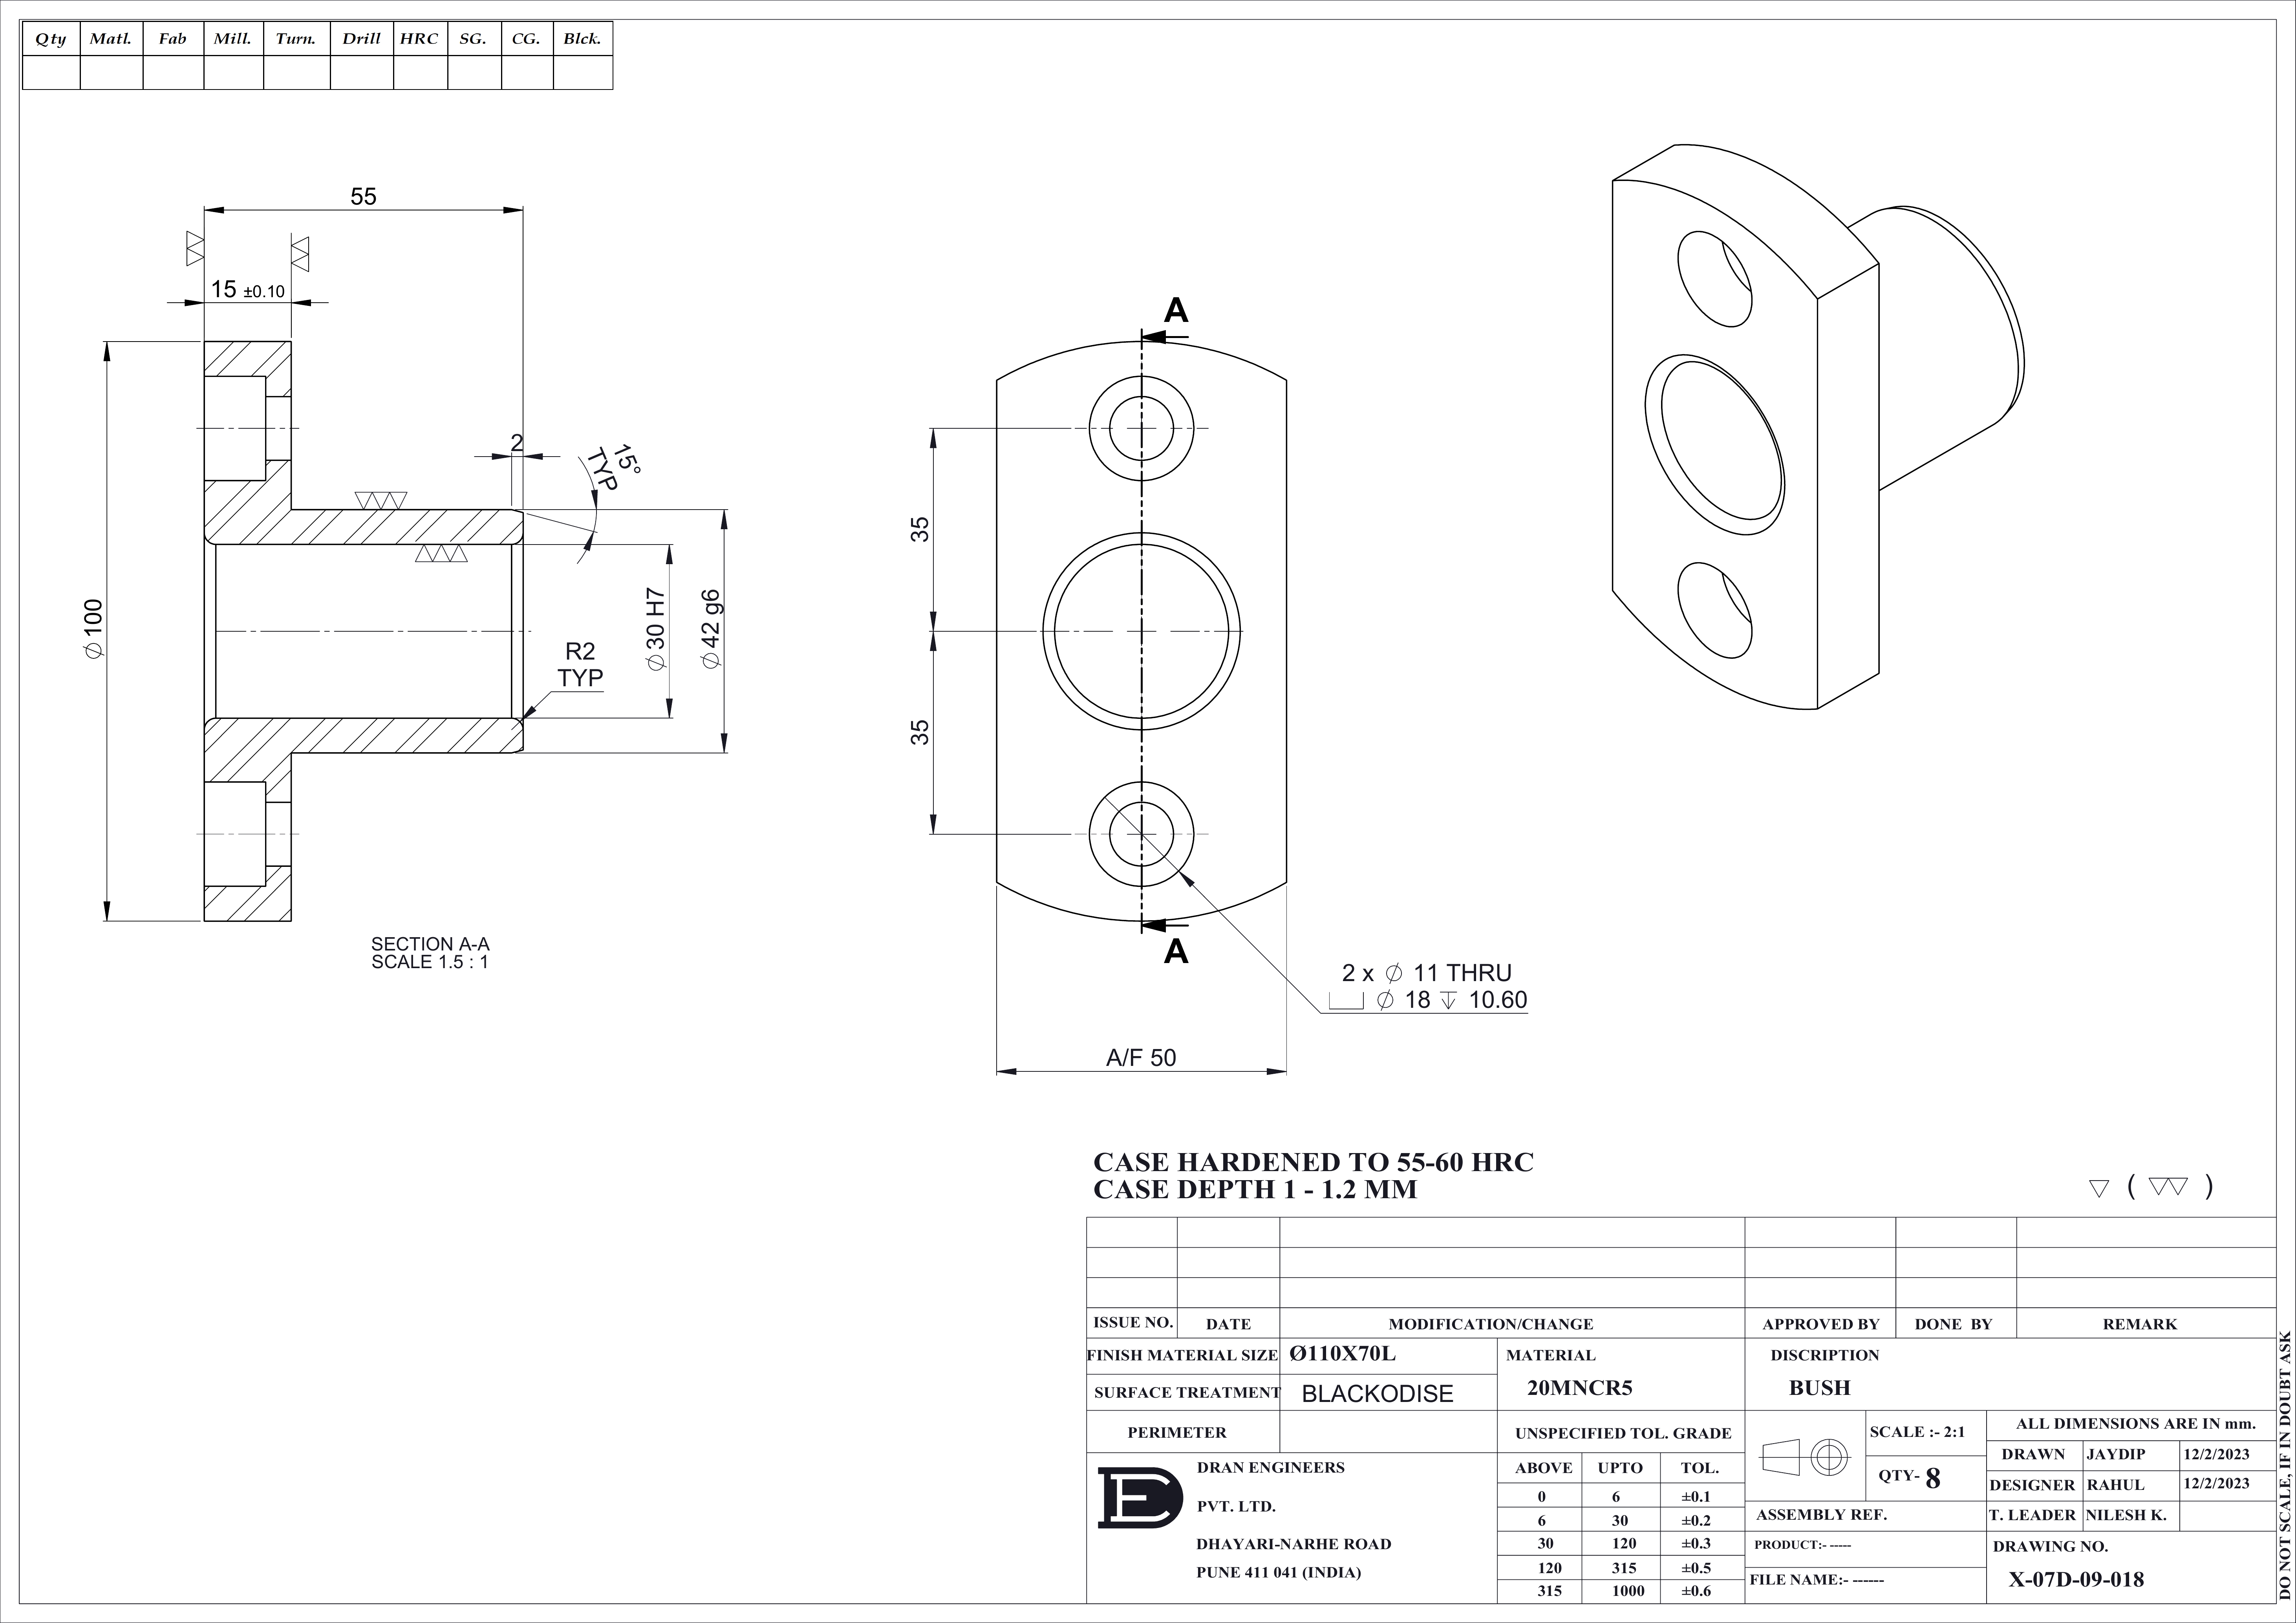 Qty Matl. Fab Mill. Turn. Drill HRC SG. CG. Blck.
55
15 ±0.10
2
15°
TYP
Ø 100
Ø 30 H7
Ø 42 g6
R2
TYP
SECTION A-A
SCALE 1.5 : 1
A
35
35
A
2 x Ø 11 THRU
⌴ Ø 18 ↧ 10.60
A/F 50
CASE HARDENED TO 55-60 HRC
CASE DEPTH 1 - 1.2 MM
( )
ISSUE NO. DATE MODIFICATION/CHANGE APPROVED BY DONE BY REMARK
FINISH MATERIAL SIZE Ø110X70L MATERIAL DISCRIPTION
SURFACE TREATMENT BLACKODISE 20MNCR5 BUSH
PERIMETER UNSPECIFIED TOL. GRADE
ABOVE UPTO TOL.
0 6 ±0.1
6 30 ±0.2
30 120 ±0.3
120 315 ±0.5
315 1000 ±0.6
DE
DRAN ENGINEERS
PVT. LTD.
DHAYARI-NARHE ROAD
PUNE 411 041 (INDIA)
SCALE :- 2:1
QTY- 8
ALL DIMENSIONS ARE IN mm.
DRAWN JAYDIP 12/2/2023
DESIGNER RAHUL 12/2/2023
T. LEADER NILESH K.
ASSEMBLY REF.
PRODUCT:- -----
FILE NAME:- ------
DRAWING NO.
X-07D-09-018
DO NOT SCALE, IF IN DOUBT ASK